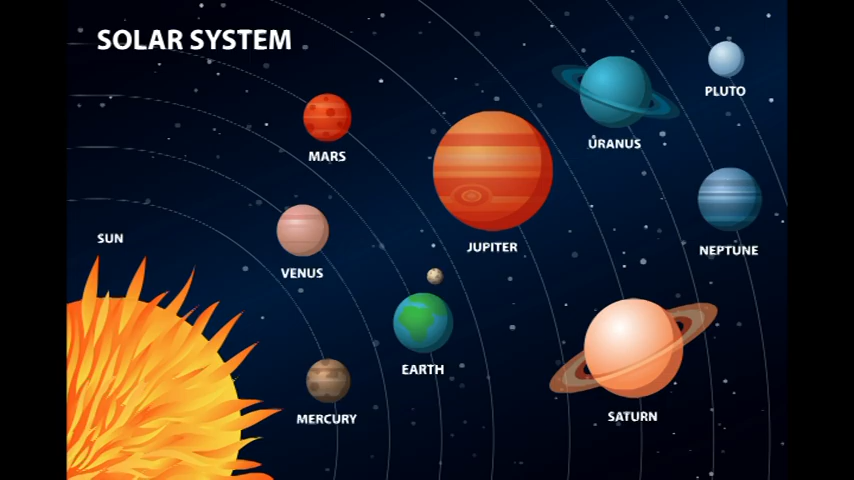 SOLAR SYSTEM
PLUTO
URANUS
MARS
SUN
JUPITER
NEPTUNE
VENUS
EARTH
MERCURY
SATURN